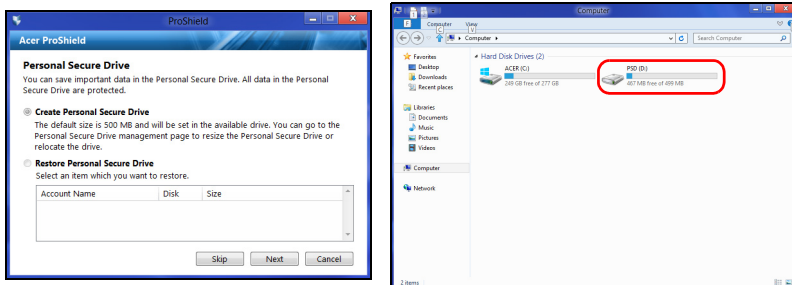 ProShield
Acer ProShield
Personal Secure Drive
You can save important data in the Personal Secure Drive. All data in the Personal
Secure Drive are protected.
Create Personal Secure Drive
The default size is 500 MB and will be set in the available drive. You can go to the
Personal Secure Drive management page to resize the Personal Secure Drive or
relocate the drive.
Restore Personal Secure Drive
Select an item which you want to restore.
Account Name Disk Size
Skip Next Cancel
Computer
F Computer View
C V
Computer
Search Computer
Favorites
Desktop
Downloads
Recent places
Libraries
Documents
Music
Pictures
Videos
Computer
Network
Hard Disk Drives (2)
ACER (C:)
249 GB free of 277 GB
PSD (D:)
467 MB free of 499 MB
2 items